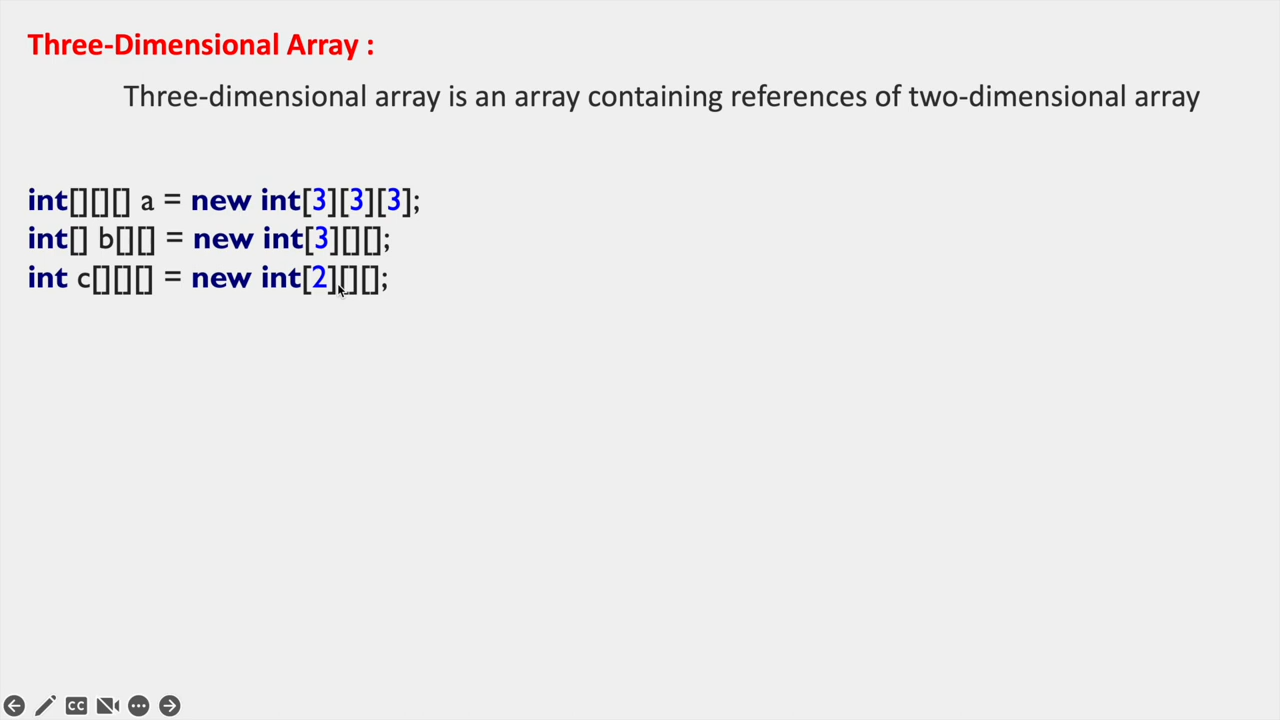 Three-Dimensional Array :
Three-dimensional array is an array containing references of two-dimensional array
int[][][] a = new int[3][3][3];
int[] b[][] = new int[3][][];
int c[][][] = new int[2][][];
CC